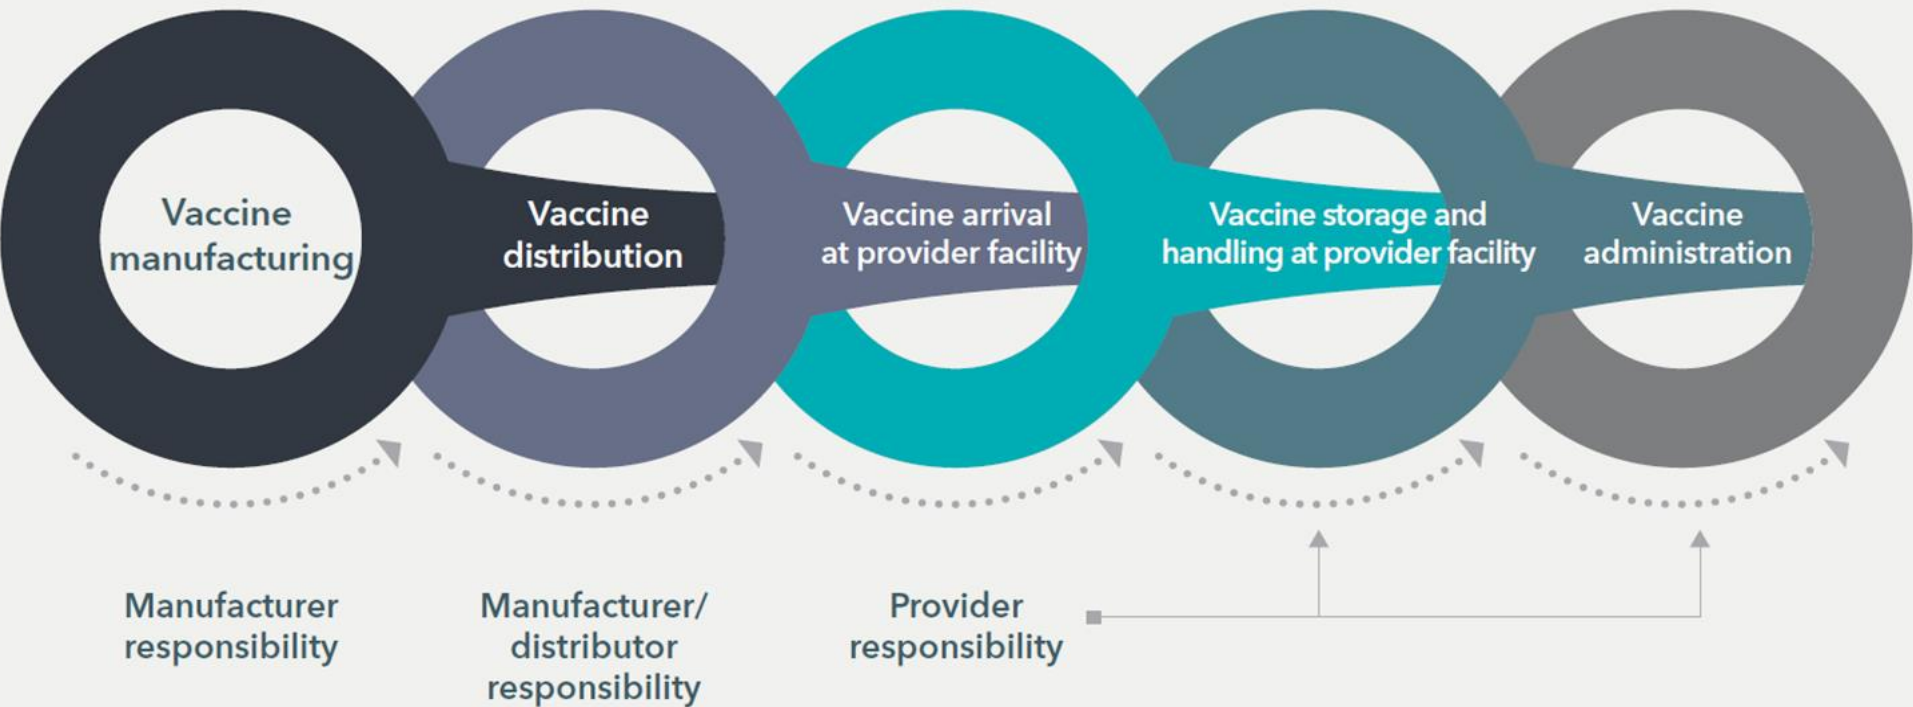 Vaccine
manufacturing
Vaccine
distribution
Vaccine arrival
at provider facility
Vaccine storage and
handling at provider facility
Vaccine
administration
Manufacturer
responsibility
Manufacturer/
distributor
responsibility
Provider
responsibility